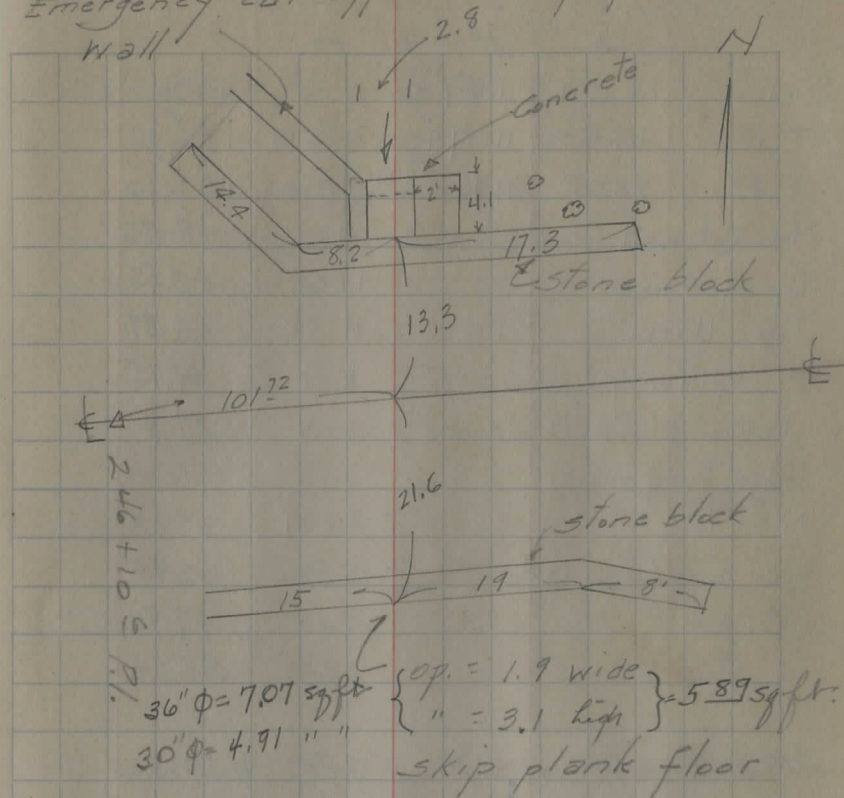 Emergency
wall
2.8
N
Concrete
14.4
2'
4.1
8.2
17.3
stone block
13.3
℄
101.72
℄
246+10 P.I.
21.6
stone block
15
19
8'
36"φ= 7.07 sq ft { op. = 1.9 wide } = 5.89 sq ft.
30"φ= 4.91 " " { " = 3.1 high
skip plank floor